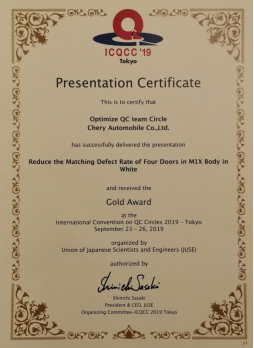 ICQCC '19
Tokyo
Presentation Certificate
This is to certify that
Optimize QC team Circle
Chery Automobile Co.,Ltd.
has successfully delivered the presentation
Reduce the Matching Defect Rate of Four Doors in M1X Body in
White
and received the
Gold Award
at the
International Convention on QC Circles 2019 – Tokyo
September 23 – 26, 2019
organized by
Union of Japanese Scientists and Engineers (JUSE)
authorized by
Shinichi Sasaki
Shinichi Sasaki
President & CEO, JUSE
Organizing Committee-ICQCC 2019 Tokyo